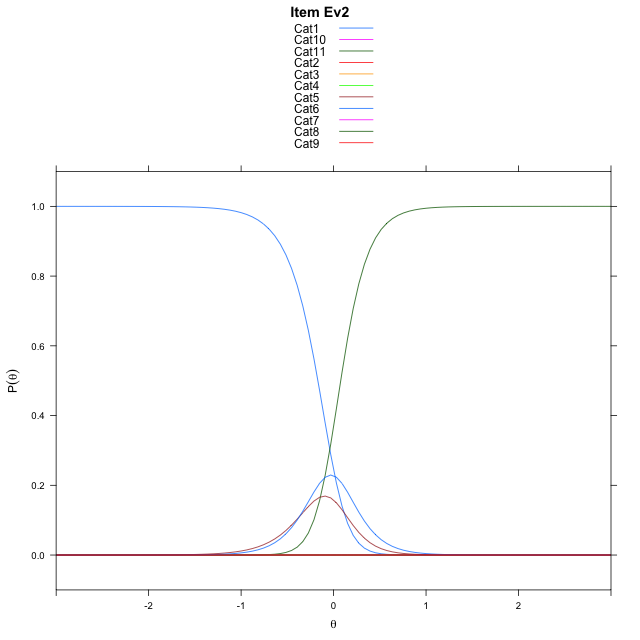 Item Ev2
Cat1
Cat10
Cat11
Cat2
Cat3
Cat4
Cat5
Cat6
Cat7
Cat8
Cat9
1.0
0.8
0.6
0.4
0.2
0.0
P(θ)
-2 -1 0 1 2
θ